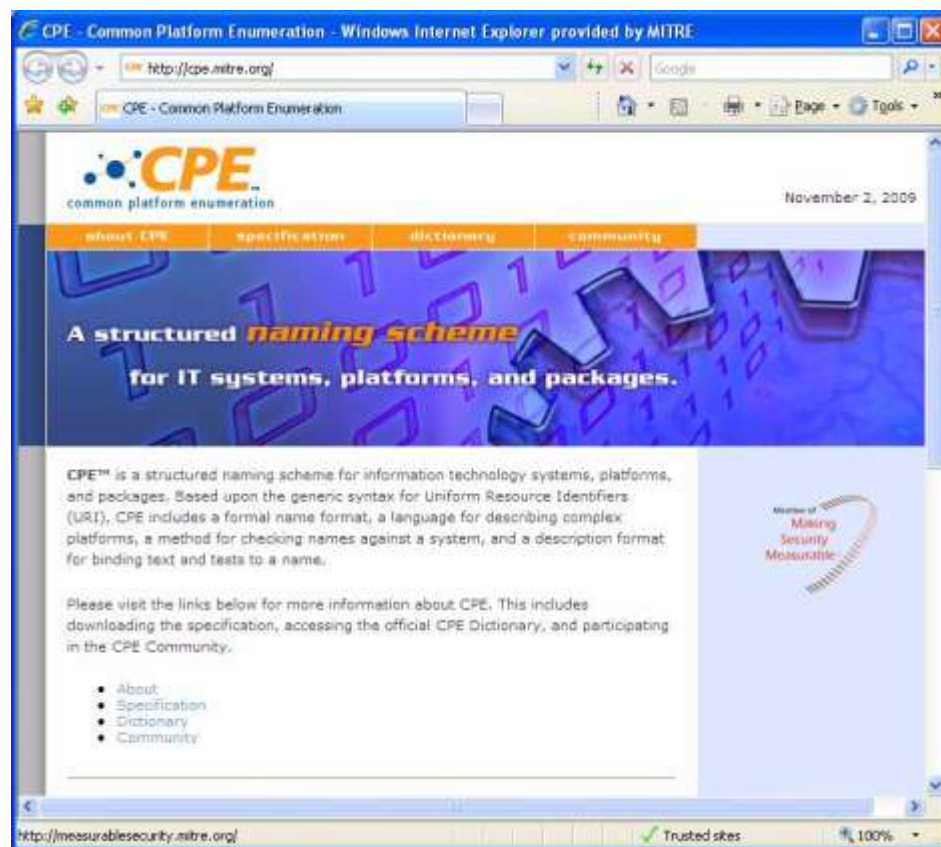 CPE - Common Platform Enumeration - Windows Internet Explorer provided by MITRE
http://cpe.mitre.org/
Google
CPE - Common Platform Enumeration
Page
Tools
CPE™
common platform enumeration
November 2, 2009
about CPE specification dictionary community
A structured naming scheme
for IT systems, platforms, and packages.
CPE™ is a structured naming scheme for information technology systems, platforms,
and packages. Based upon the generic syntax for Uniform Resource Identifiers
(URI), CPE includes a formal name format, a language for describing complex
platforms, a method for checking names against a system, and a description format
for binding text and tests to a name.
Member of
Making
Security
Measurable
Please visit the links below for more information about CPE. This includes
downloading the specification, accessing the official CPE Dictionary, and participating
in the CPE Community.
About
Specification
Dictionary
Community
http://measurablesecurity.mitre.org/
Trusted sites
100%